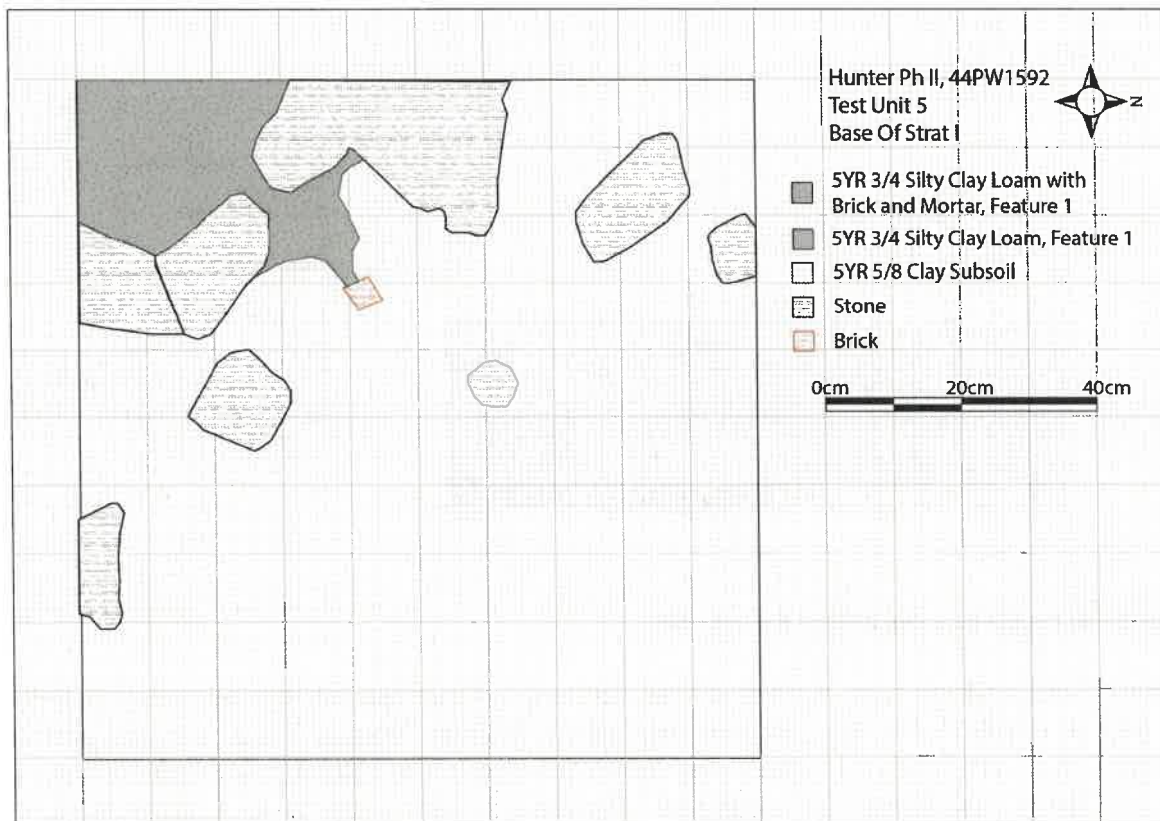 Hunter Ph II, 44PW1592
Test Unit 5
Base Of Strat I
N
5YR 3/4 Silty Clay Loam with
Brick and Mortar, Feature 1
5YR 3/4 Silty Clay Loam, Feature 1
5YR 5/8 Clay Subsoil
Stone
Brick
0cm 20cm 40cm